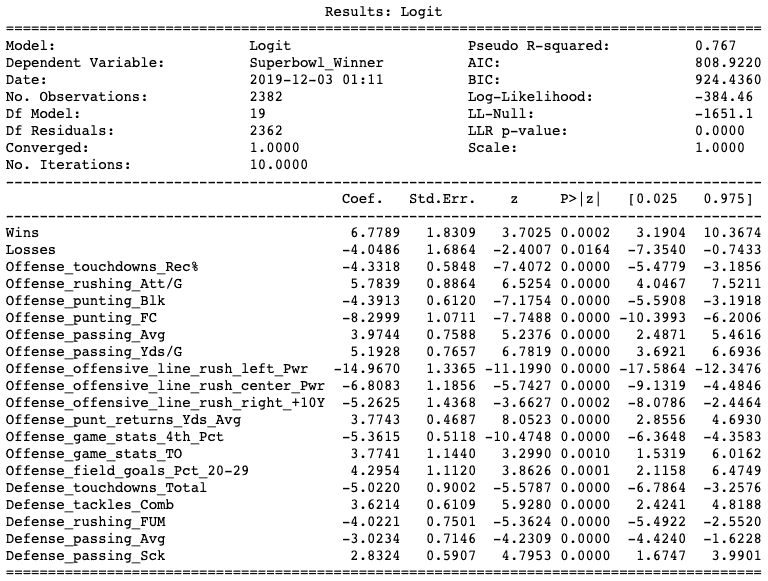 Results: Logit
Model: Logit Pseudo R-squared: 0.767
Dependent Variable: Superbowl_Winner AIC: 808.9220
Date: 2019-12-03 01:11 BIC: 924.4360
No. Observations: 2382 Log-Likelihood: -384.46
Df Model: 19 LL-Null: -1651.1
Df Residuals: 2362 LLR p-value: 0.0000
Converged: 1.0000 Scale: 1.0000
No. Iterations: 10.0000
Coef. Std.Err. z P>|z| [0.025 0.975]
Wins 6.7789 1.8309 3.7025 0.0002 3.1904 10.3674
Losses -4.0486 1.6864 -2.4007 0.0164 -7.3540 -0.7433
Offense_touchdowns_Rec% -4.3318 0.5848 -7.4072 0.0000 -5.4779 -3.1856
Offense_rushing_Att/G 5.7839 0.8864 6.5254 0.0000 4.0467 7.5211
Offense_punting_Blk -4.3913 0.6120 -7.1754 0.0000 -5.5908 -3.1918
Offense_punting_FC -8.2999 1.0711 -7.7488 0.0000 -10.3993 -6.2006
Offense_passing_Avg 3.9744 0.7588 5.2376 0.0000 2.4871 5.4616
Offense_passing_Yds/G 5.1928 0.7657 6.7819 0.0000 3.6921 6.6936
Offense_offensive_line_rush_left_Pwr -14.9670 1.3365 -11.1990 0.0000 -17.5864 -12.3476
Offense_offensive_line_rush_center_Pwr -6.8083 1.1856 -5.7427 0.0000 -9.1319 -4.4846
Offense_offensive_line_rush_right_+10Y -5.2625 1.4368 -3.6627 0.0002 -8.0786 -2.4464
Offense_punt_returns_Yds_Avg 3.7743 0.4687 8.0523 0.0000 2.8556 4.6930
Offense_game_stats_4th_Pct -5.3615 0.5118 -10.4748 0.0000 -6.3648 -4.3583
Offense_game_stats_TO 3.7741 1.1440 3.2990 0.0010 1.5319 6.0162
Offense_field_goals_Pct_20-29 4.2954 1.1120 3.8626 0.0001 2.1158 6.4749
Defense_touchdowns_Total -5.0220 0.9002 -5.5787 0.0000 -6.7864 -3.2576
Defense_tackles_Comb 3.6214 0.6109 5.9280 0.0000 2.4241 4.8188
Defense_rushing_FUM -4.0221 0.7501 -5.3624 0.0000 -5.4922 -2.5520
Defense_passing_Avg -3.0234 0.7146 -4.2309 0.0000 -4.4240 -1.6228
Defense_passing_Sck 2.8324 0.5907 4.7953 0.0000 1.6747 3.9901